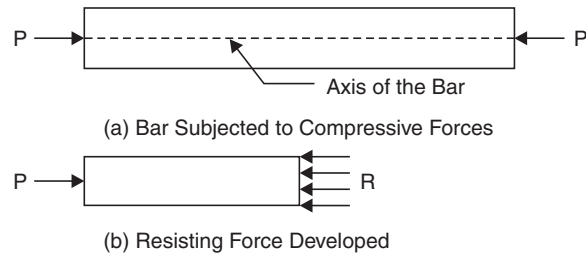 P P
Axis of the Bar
(a) Bar Subjected to Compressive Forces
P R
(b) Resisting Force Developed